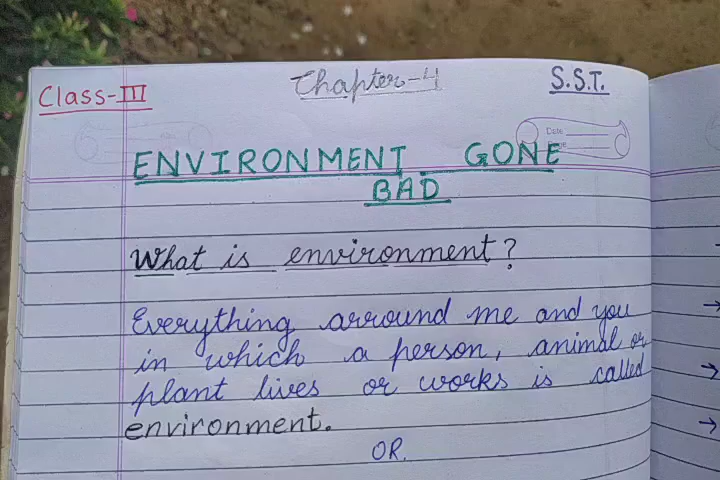 Class-III
Chapter-4
S.S.T.
Date
ENVIRONMENT GONE
BAD
What is environment?
Everything arround me and you
in which a person, animal or
plant lives or works is called
environment.
OR.